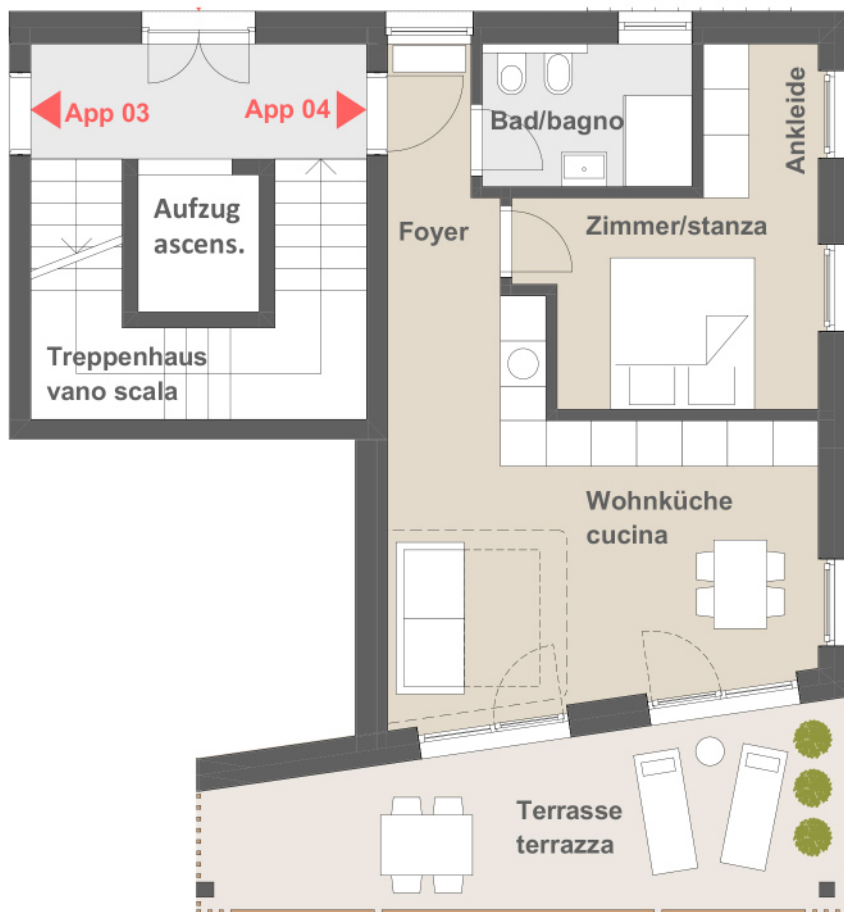 App 03
App 04
Bad/bagno
Ankleide
Aufzug
ascens.
Foyer
Zimmer/stanza
Treppenhaus
vano scala
Wohnküche
cucina
Terrasse
terrazza